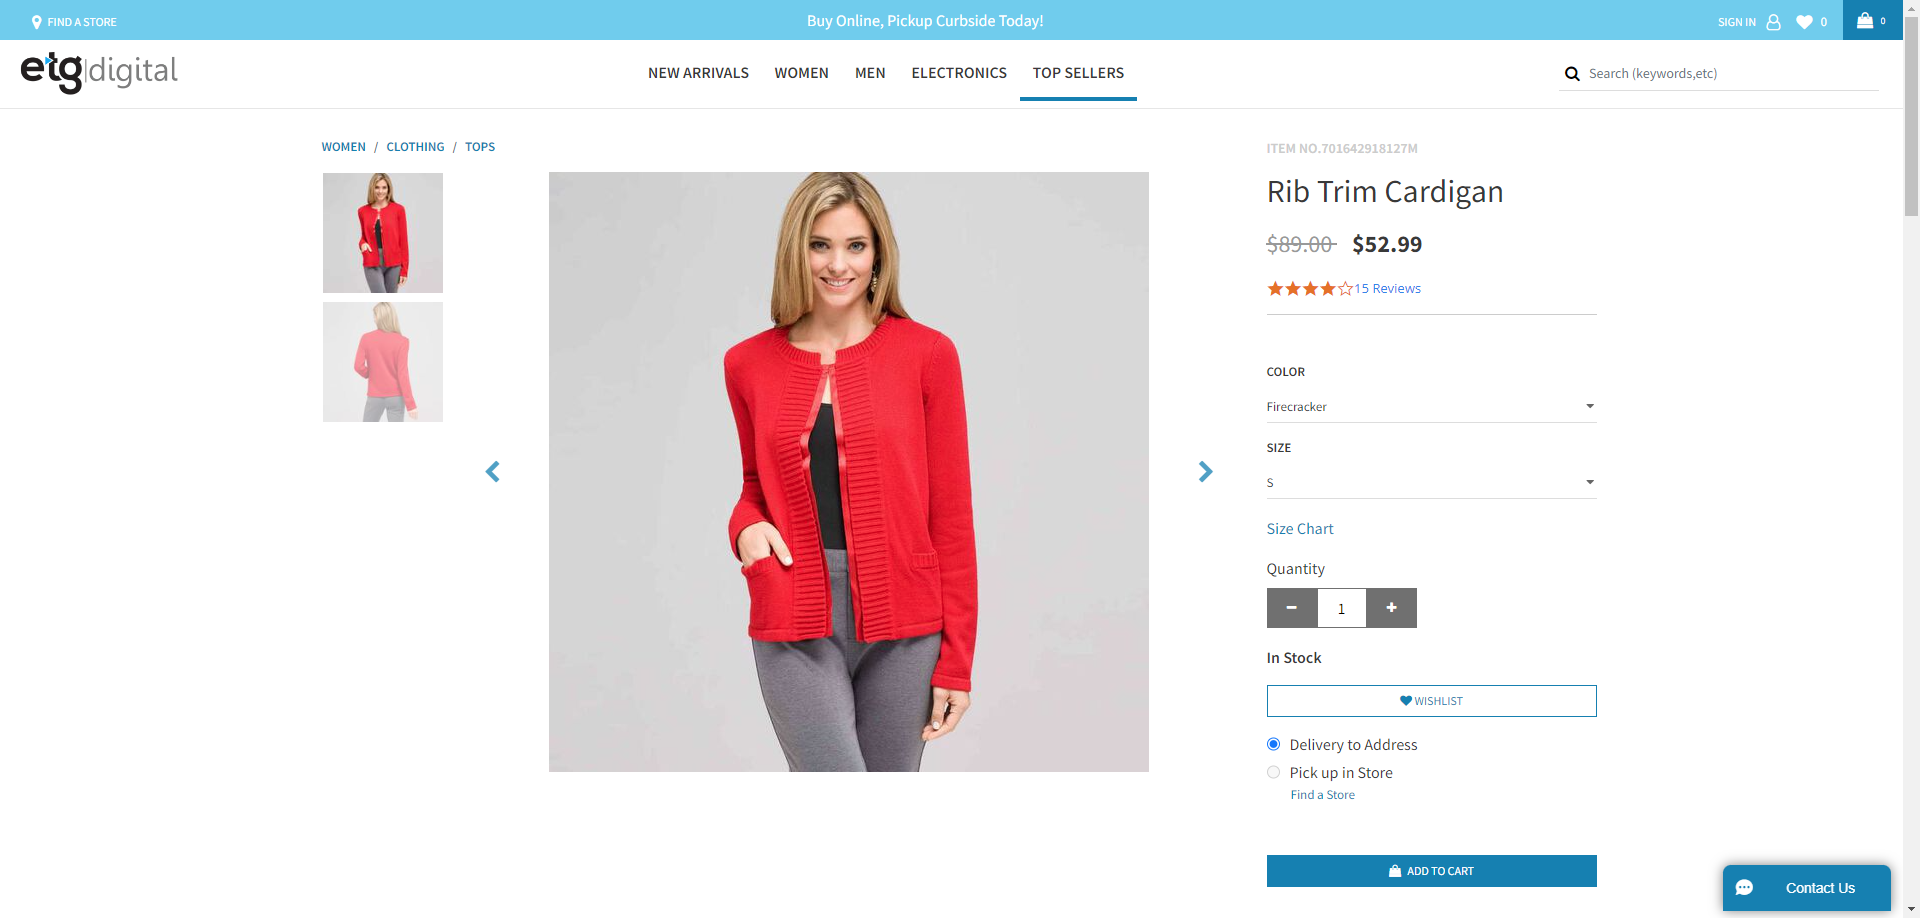 FIND A STORE
Buy Online, Pickup Curbside Today!
SIGN IN
0
0
etg|digital
NEW ARRIVALS
WOMEN
MEN
ELECTRONICS
TOP SELLERS
Search (keywords,etc)
WOMEN / CLOTHING / TOPS
ITEM NO.701642918127M
Rib Trim Cardigan
$89.00 $52.99
15 Reviews
COLOR
Firecracker
SIZE
S
Size Chart
Quantity
− 1 +
In Stock
WISHLIST
Delivery to Address
Pick up in Store
Find a Store
ADD TO CART
Contact Us